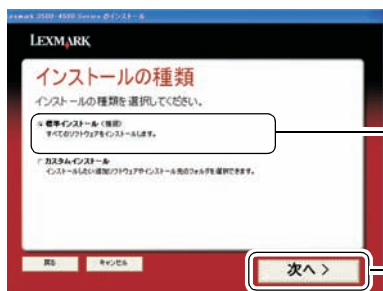 Lexmark 3500-4500 Series のインストール
LEXMARK
インストールの種類
インストールの種類を選択してください。
標準インストール（推奨）
すべてのソフトウェアをインストールします。
カスタムインストール
インストールしたい追加ソフトウェアやインストール先のフォルダを選択できます。
戻る
キャンセル
次へ >